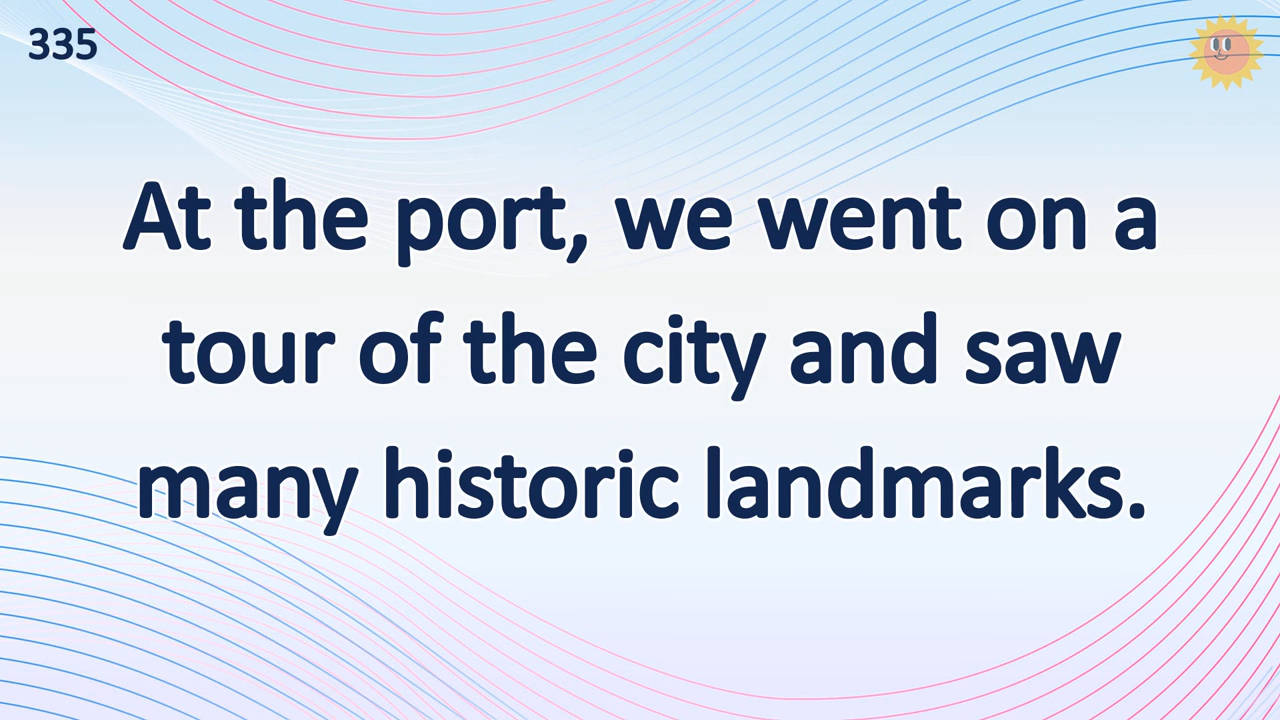 335
At the port, we went on a
tour of the city and saw
many historic landmarks.